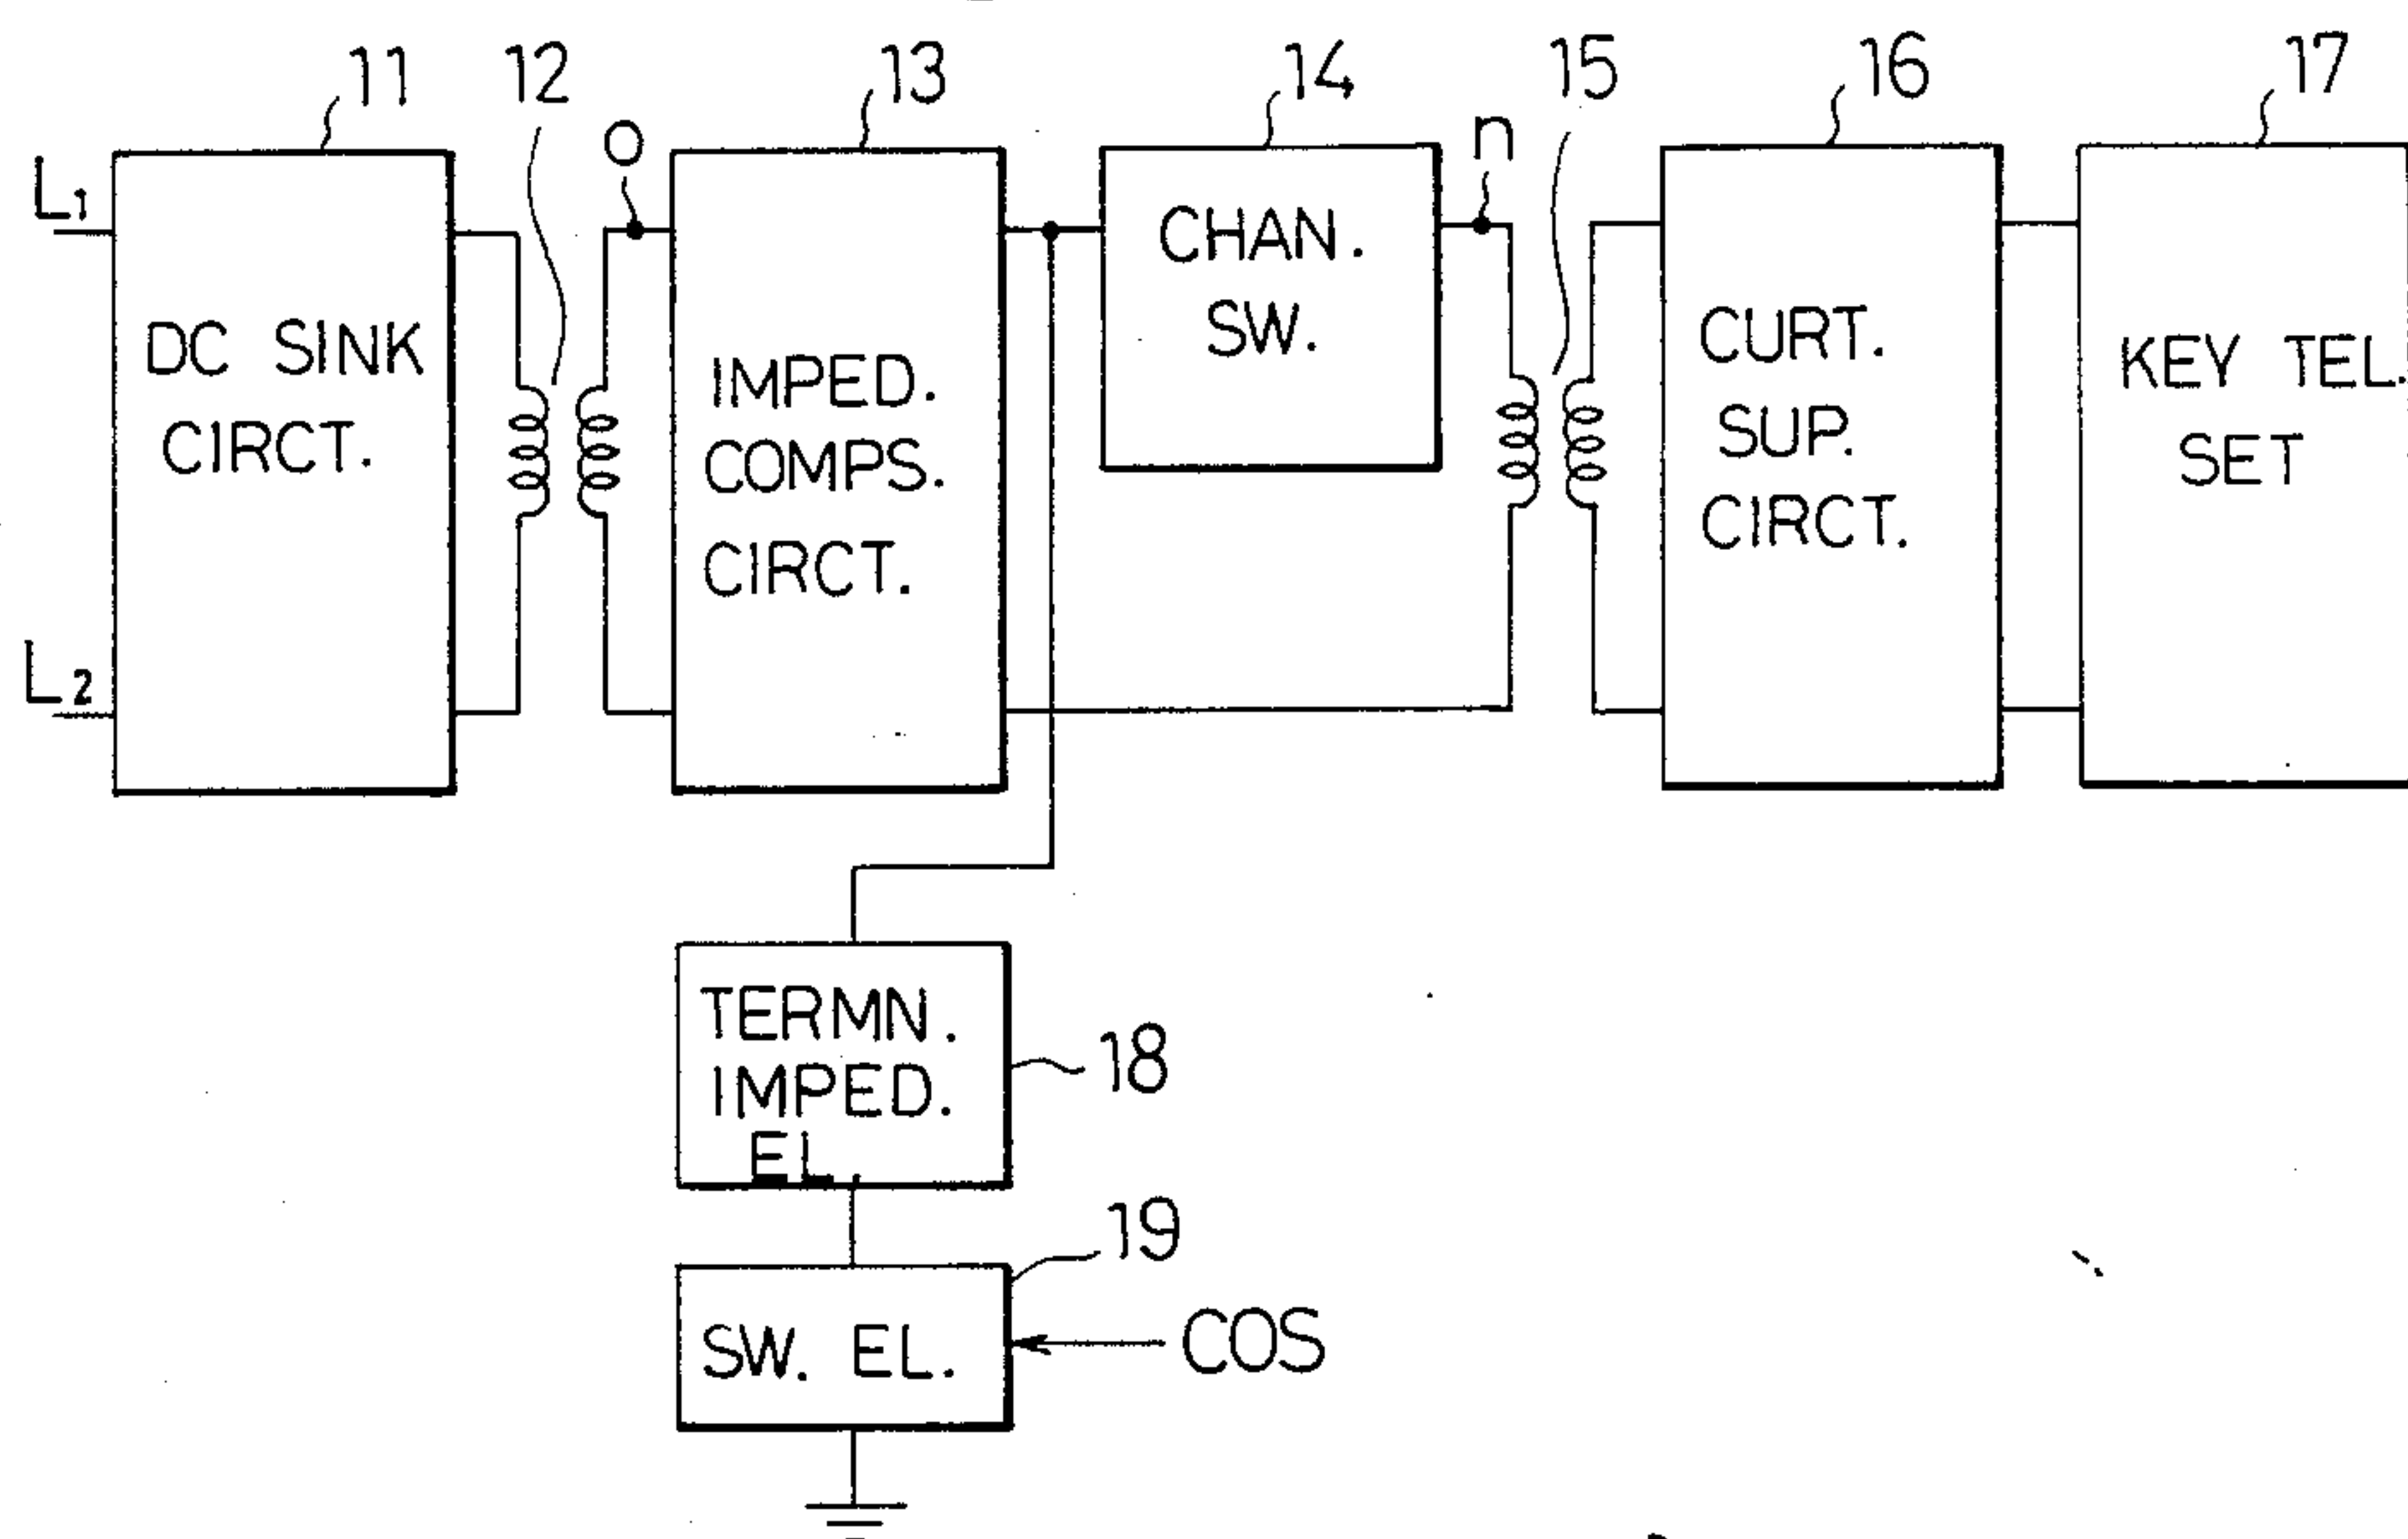 11
12
13
14
15
16
17
o
n
L1
L2
DC SINK
CIRCT.
IMPED.
COMPS.
CIRCT.
CHAN.
SW.
CURT.
SUP.
CIRCT.
KEY TEL.
SET
TERMN.
IMPED.
EL.
18
19
SW. EL.
COS